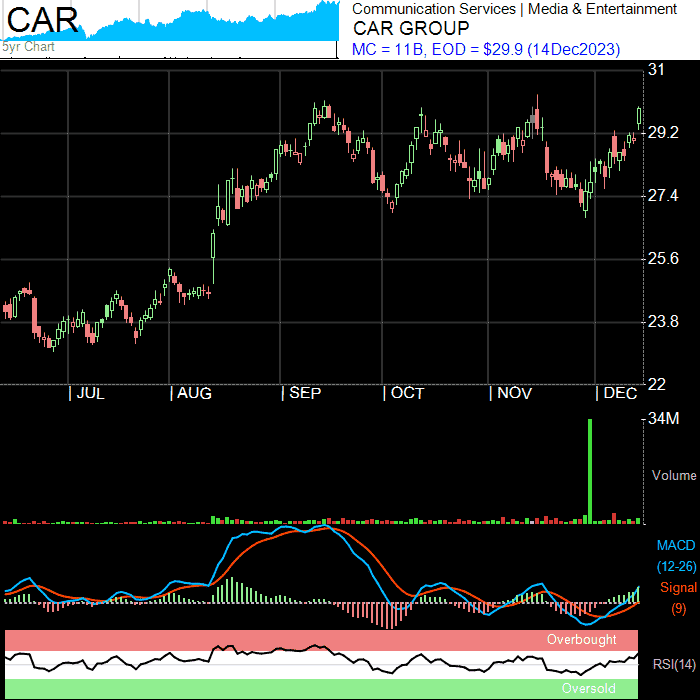 CAR
5yr Chart
Communication Services | Media & Entertainment
CAR GROUP
MC = 11B, EOD = $29.9 (14Dec2023)
31
29.2
27.4
25.6
23.8
22
| JUL | AUG | SEP | OCT | NOV | DEC
34M
Volume
MACD
(12-26)
Signal
(9)
Overbought
RSI(14)
Oversold